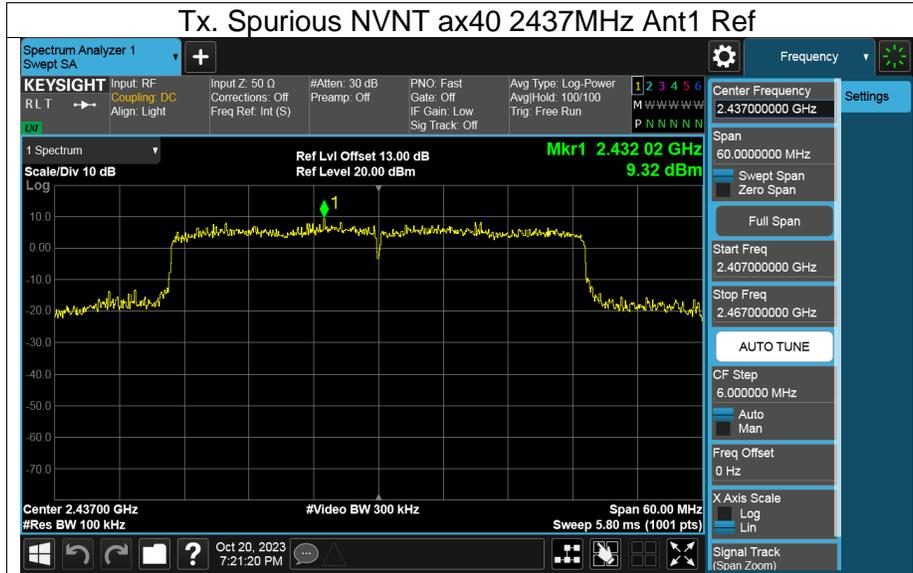 Tx. Spurious NVNT ax40 2437MHz Ant1 Ref
Spectrum Analyzer 1
Swept SA
+
Frequency
KEYSIGHT
RLT
LXI
Input: RF
Coupling: DC
Align: Light
Input Z: 50 Ω
Corrections: Off
Freq Ref: Int (S)
#Atten: 30 dB
Preamp: Off
PNO: Fast
Gate: Off
IF Gain: Low
Sig Track: Off
Avg Type: Log-Power
Avg|Hold: 100/100
Trig: Free Run
1 2 3 4 5 6
M W W W W W
P N N N N N
1 Spectrum
Scale/Div 10 dB
Log
Ref Lvl Offset 13.00 dB
Ref Level 20.00 dBm
Mkr1 2.432 02 GHz
9.32 dBm
1
10.0
0.00
-10.0
-20.0
-30.0
-40.0
-50.0
-60.0
-70.0
Center 2.43700 GHz
#Res BW 100 kHz
#Video BW 300 kHz
Span 60.00 MHz
Sweep 5.80 ms (1001 pts)
?
Oct 20, 2023
7:21:20 PM
Center Frequency
2.437000000 GHz
Settings
Span
60.0000000 MHz
Swept Span
Zero Span
Full Span
Start Freq
2.407000000 GHz
Stop Freq
2.467000000 GHz
AUTO TUNE
CF Step
6.000000 MHz
Auto
Man
Freq Offset
0 Hz
X Axis Scale
Log
Lin
Signal Track
(Span Zoom)